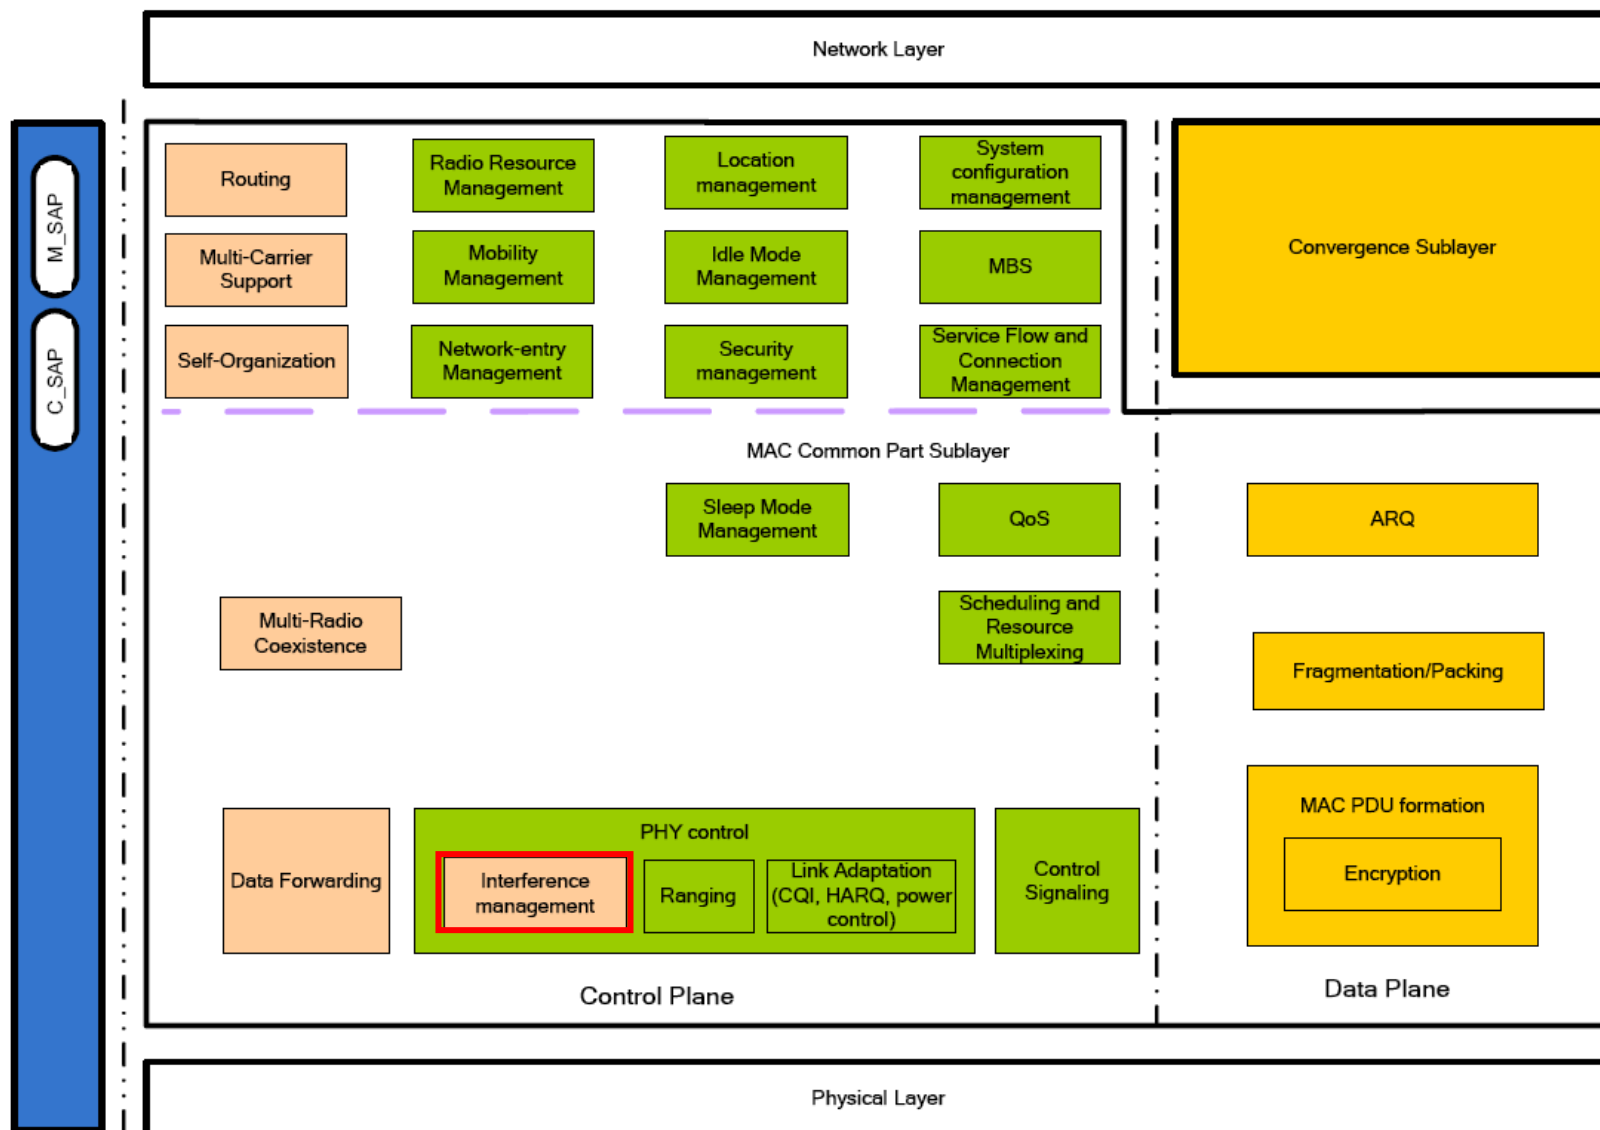 Network Layer
M_SAP
C_SAP
Routing
Radio Resource
Management
Location
management
System
configuration
management
Convergence Sublayer
Multi-Carrier
Support
Mobility
Management
Idle Mode
Management
MBS
Self-Organization
Network-entry
Management
Security
management
Service Flow and
Connection
Management
MAC Common Part Sublayer
Sleep Mode
Management
QoS
ARQ
Multi-Radio
Coexistence
Scheduling and
Resource
Multiplexing
Fragmentation/Packing
Data Forwarding
PHY control
Interference
management
Ranging
Link Adaptation
(CQI, HARQ, power
control)
Control
Signaling
MAC PDU formation
Encryption
Control Plane
Data Plane
Physical Layer